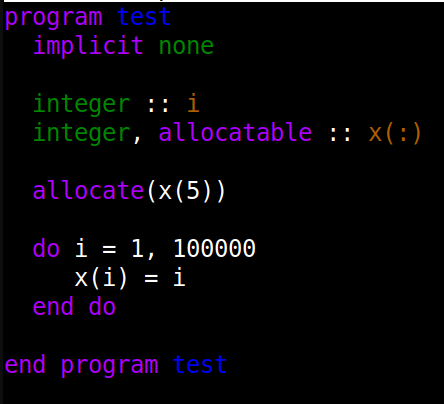 program test
  implicit none

  integer :: i
  integer, allocatable :: x(:)

  allocate(x(5))

  do i = 1, 100000
     x(i) = i
  end do

end program test